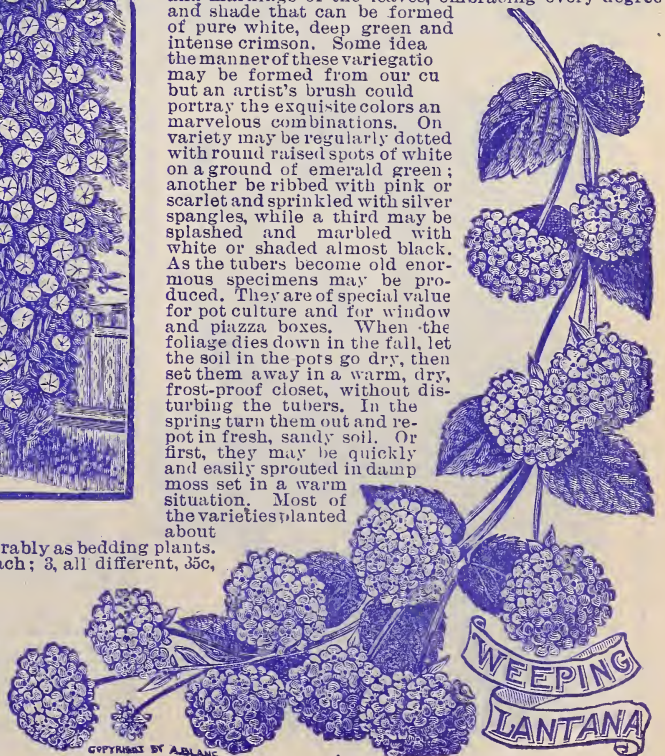 and shade that can be formed
of pure white, deep green and
intense crimson. Some idea
the manner of these variegatio
may be formed from our cu
but an artist's brush could
portray the exquisite colors an
marvelous combinations. On
variety may be regularly dotted
with round raised spots of white
on a ground of emerald green;
another be ribbed with pink or
scarlet and sprinkled with silver
spangles, while a third may be
splashed and marbled with
white or shaded almost black.
As the tubers become old enor-
mous specimens may be pro-
duced. They are of special value
for pot culture and for window
and piazza boxes. When the
foliage dies down in the fall, let
the soil in the pots go dry, then
set them away in a warm, dry,
frost-proof closet, without dis-
turbing the tubers. In the
spring turn them out and re-
pot in fresh, sandy soil. Or
first, they may be quickly
and easily sprouted in damp
moss set in a warm
situation. Most of
the varieties planted
about
rably as bedding plants.
ach; 3, all different, 35c,
WEEPING
LANTANA
COPYRIGHT BY A.BLANC